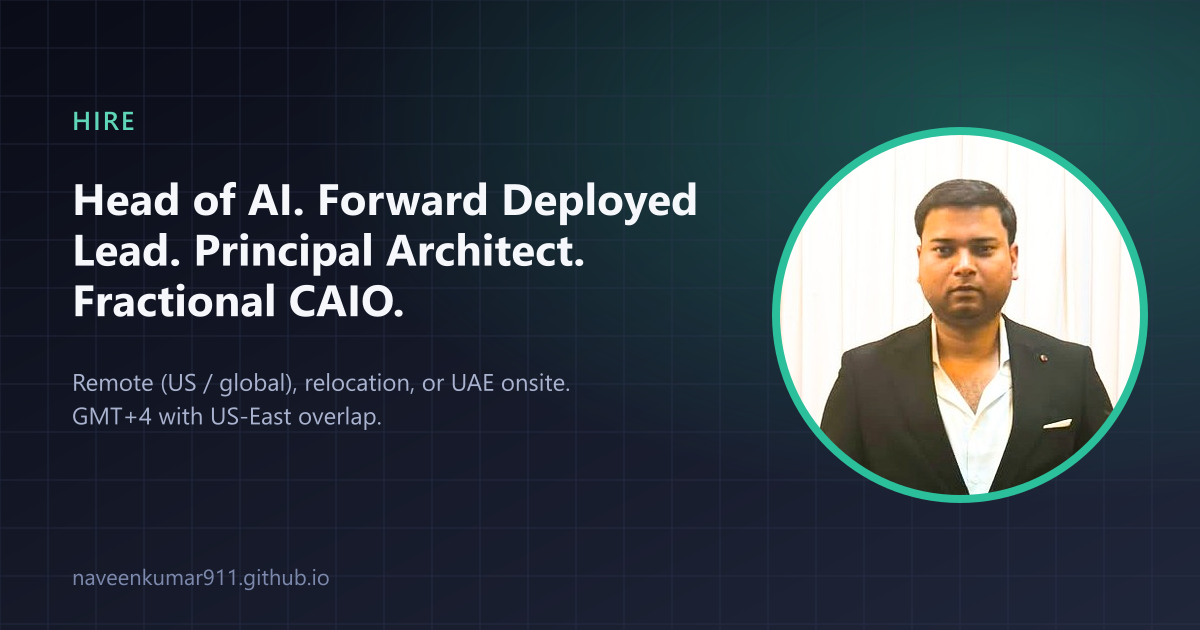 HIRE
Head of AI. Forward Deployed
Lead. Principal Architect.
Fractional CAIO.
Remote (US / global), relocation, or UAE onsite.
GMT+4 with US-East overlap.
naveenkumar911.github.io